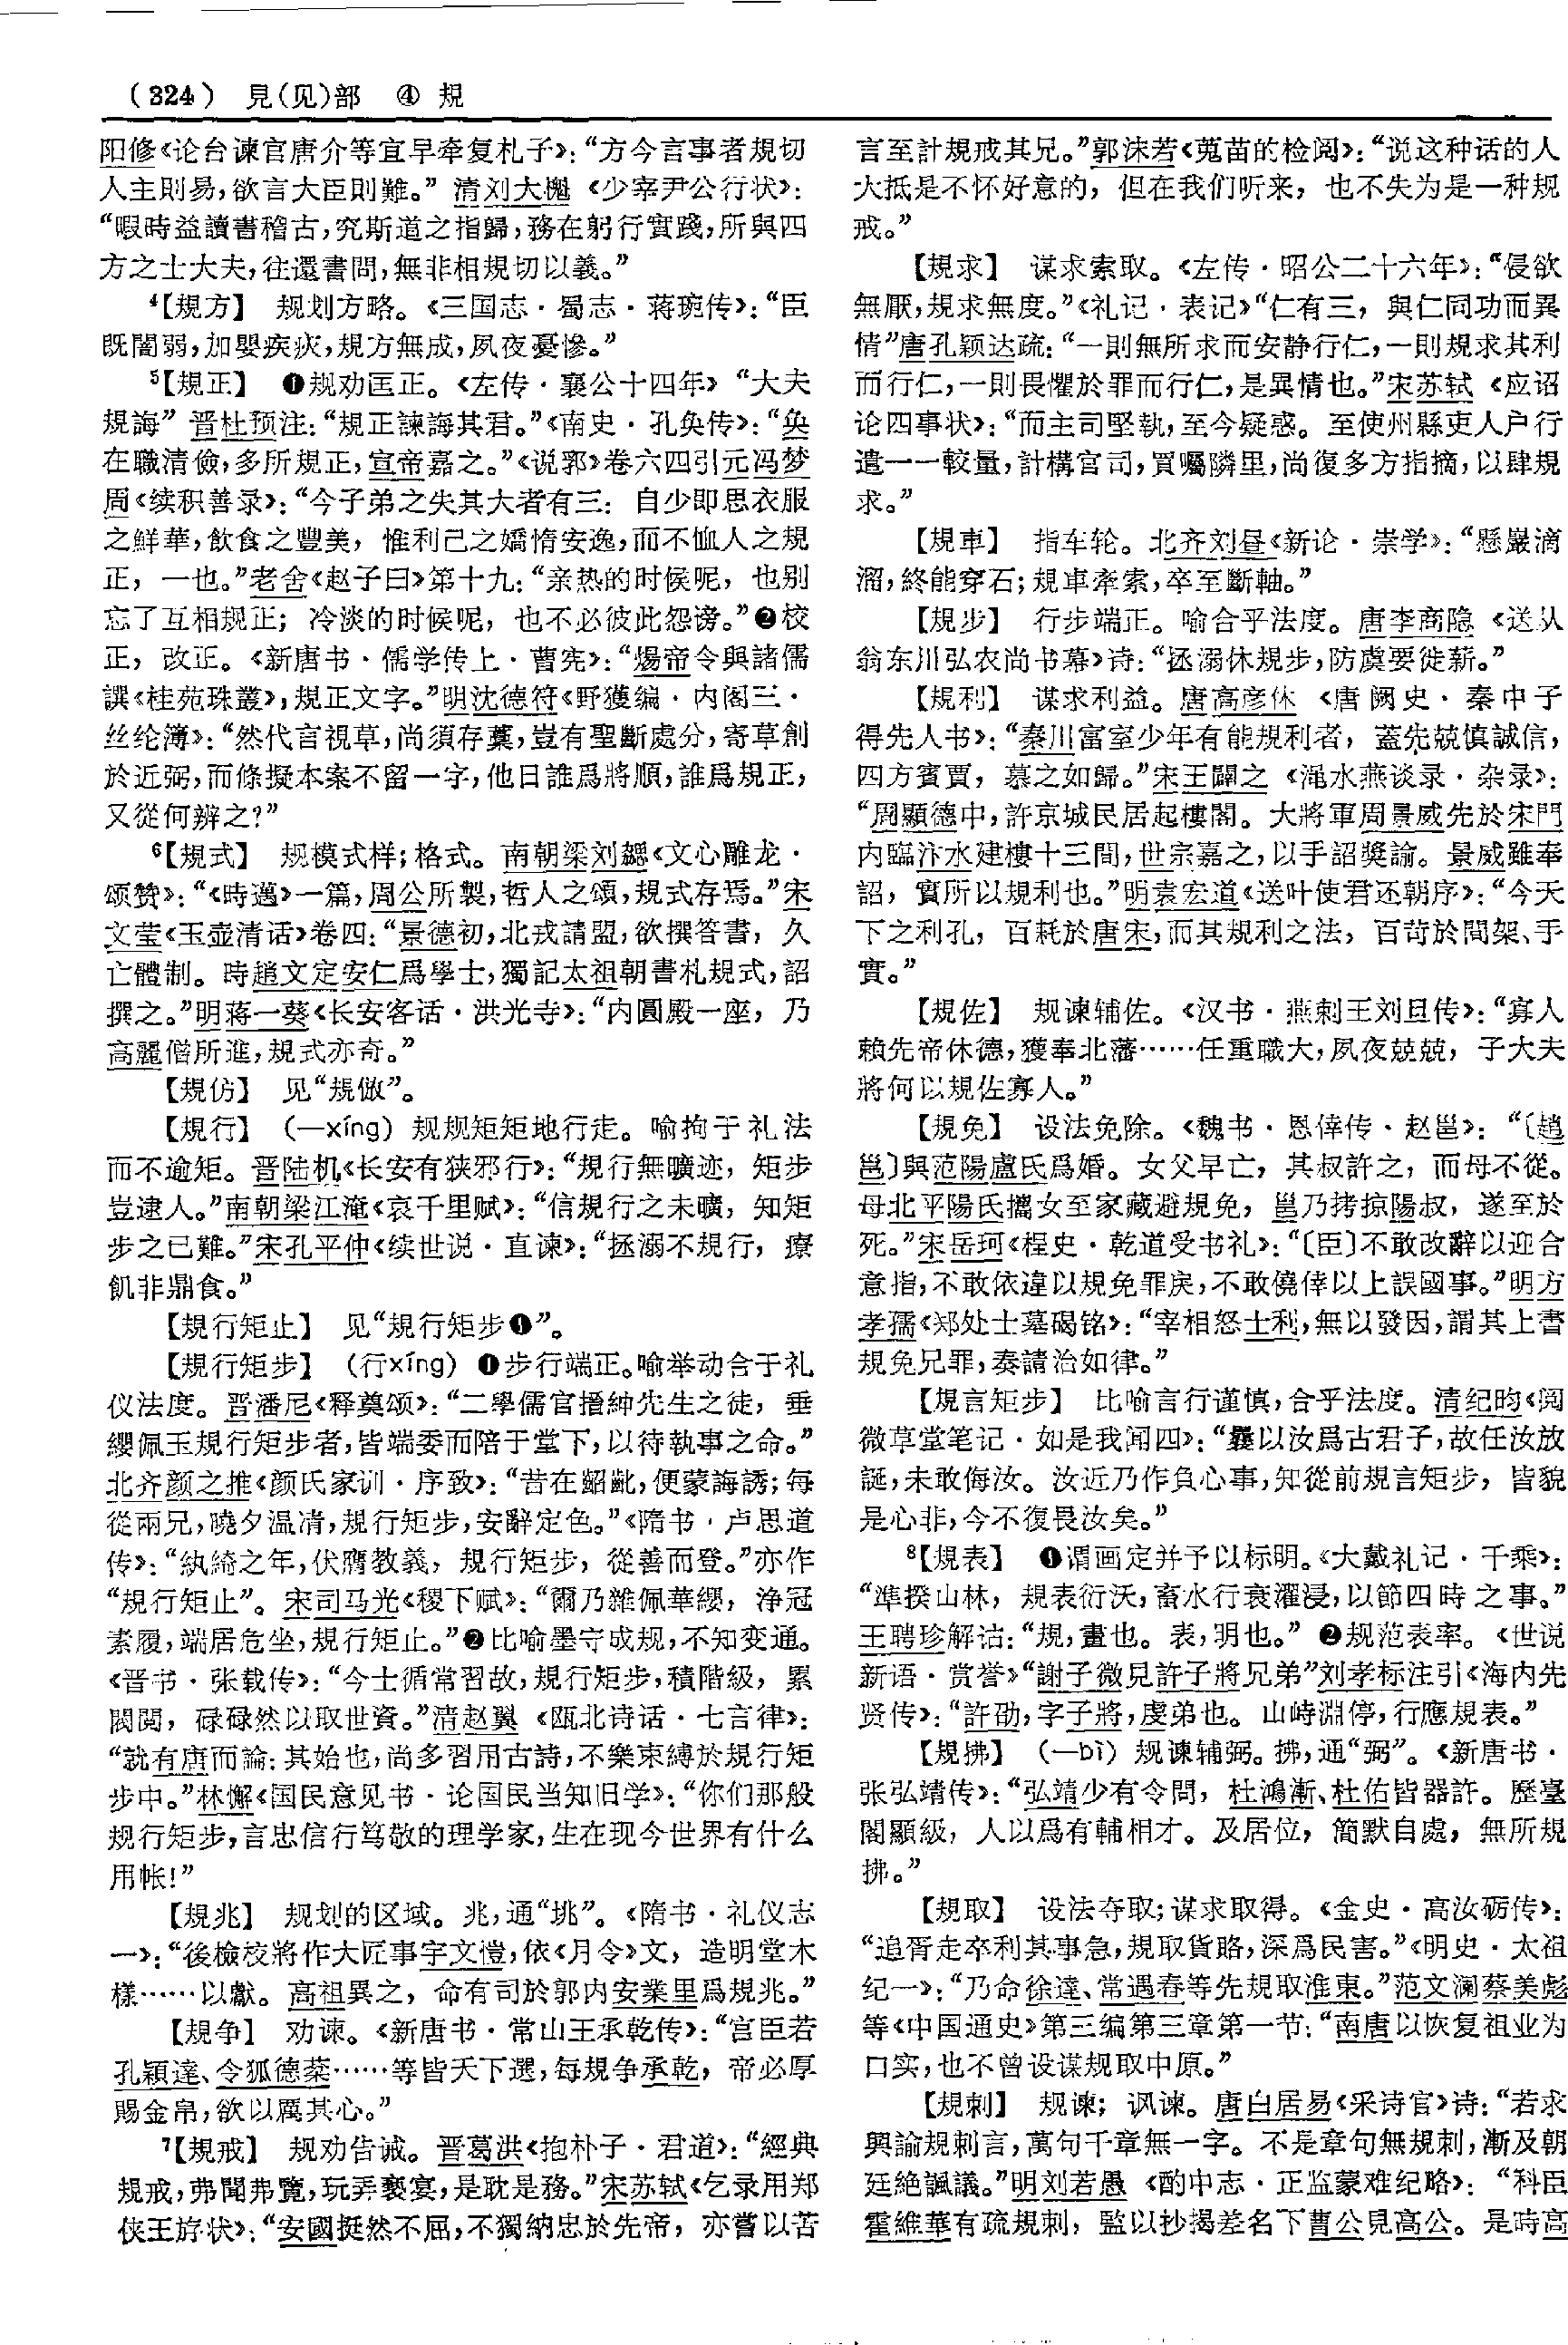 (324) 見(见)部 ④ 規
阳修《论台谏官唐介等宜早牵复札子》：“方今言事者規切
人主則易，欲言大臣則難。”清刘大櫆《少宰尹公行状》：
“暇時益讀書稽古，究斯道之指歸，務在躬行實踐，所與四
方之士大夫，往還書問，無非相規切以義。”
⁴【規方】 规划方略。《三国志·蜀志·蒋琬传》：“臣
既闇弱，加嬰疾疢，規方無成，夙夜憂慘。”
⁵【規正】 ❶规劝匡正。《左传·襄公十四年》“大夫
規誨”晋杜预注：“規正諫誨其君。”《南史·孔奂传》：“奂
在職清儉，多所規正，宣帝嘉之。”《说郛》卷六四引元冯梦
周《续积善录》：“今子弟之失其大者有三：自少即思衣服
之鮮華，飲食之豐美，惟利己之嬌惰安逸，而不恤人之規
正，一也。”老舍《赵子曰》第十九：“亲热的时候呢，也别
忘了互相规正；冷淡的时候呢，也不必彼此怨谤。”❷校
正，改正。《新唐书·儒学传上·曹宪》：“煬帝令與諸儒
譔《桂苑珠叢》，規正文字。”明沈德符《野獲编·内阁三·
丝纶簿》：“然代言視草，尚須存藁，豈有聖斷處分，寄草創
於近弼，而條擬本案不留一字，他日誰爲將順，誰爲規正，
又從何辨之？”
⁶【規式】 规模式样；格式。南朝梁刘勰《文心雕龙·
颂赞》：“《時邁》一篇，周公所製，哲人之頌，規式存焉。”宋
文莹《玉壶清话》卷四：“景德初，北戎請盟，欲撰答書，久
亡體制。時趙文定安仁爲學士，獨記太祖朝書札規式，詔
撰之。”明蒋一葵《长安客话·洪光寺》：“内圓殿一座，乃
高麗偕所進，規式亦奇。”
【規仿】 见“規倣”。
【規行】 (—xíng) 规规矩矩地行走。喻拘于礼法
而不逾矩。晋陆机《长安有狭邪行》：“規行無曠迹，矩步
豈逮人。”南朝梁江淹《哀千里赋》：“信規行之未曠，知矩
步之已難。”宋孔平仲《续世说·直谏》：“拯溺不規行，療
飢非鼎食。”
【規行矩止】 见“規行矩步❶”。
【規行矩步】 (行xíng) ❶步行端正。喻举动合于礼
仪法度。晋潘尼《释奠颂》：“二學儒官搢紳先生之徒，垂
纓佩玉規行矩步者，皆端委而陪于堂下，以待執事之命。”
北齐颜之推《颜氏家训·序致》：“昔在齠齔，便蒙誨誘；每
從兩兄，曉夕温凊，規行矩步，安辭定色。”《隋书·卢思道
传》：“紈綺之年，伏膺教義，規行矩步，從善而登。”亦作
“規行矩止”。宋司马光《稷下赋》：“爾乃雜佩華纓，浄冠
素履，端居危坐，規行矩止。”❷比喻墨守成规，不知变通。
《晋书·张载传》：“今士循常習故，規行矩步，積階級，累
閥閱，碌碌然以取世資。”清赵翼《瓯北诗话·七言律》：
“就有唐而論：其始也，尚多習用古詩，不樂束縛於規行矩
步中。”林懈《国民意见书·论国民当知旧学》：“你们那般
规行矩步，言忠信行笃敬的理学家，生在现今世界有什么
用帐！”
【規兆】 规划的区域。兆，通“垗”。《隋书·礼仪志
一》：“後檢校將作大匠事宇文愷，依《月令》文，造明堂木
樣……以獻。高祖異之，命有司於郭内安業里爲規兆。”
【規争】 劝谏。《新唐书·常山王承乾传》：“宫臣若
孔穎達、令狐德棻……等皆天下選，每規争承乾，帝必厚
賜金帛，欲以厲其心。”
⁷【規戒】 规劝告诫。晋葛洪《抱朴子·君道》：“經典
規戒，弗聞弗覽，玩弄褻宴，是耽是務。”宋苏轼《乞录用郑
侠王斿状》：“安國挺然不屈，不獨納忠於先帝，亦嘗以苦
言至計規戒其兄。”郭沫若《蒐苗的检阅》：“说这种话的人
大抵是不怀好意的，但在我们听来，也不失为是一种规
戒。”
【規求】 谋求索取。《左传·昭公二十六年》：“侵欲
無厭，規求無度。”《礼记·表记》“仁有三，與仁同功而異
情”唐孔颖达疏：“一則無所求而安静行仁，一則規求其利
而行仁，一則畏懼於罪而行仁，是異情也。”宋苏轼《应诏
论四事状》：“而主司堅執，至今疑惑。至使州縣吏人户行
遣一一較量，計構官司，買囑隣里，尚復多方指摘，以肆規
求。”
【規車】 指车轮。北齐刘昼《新论·崇学》：“懸巖滴
溜，終能穿石；規車牽索，卒至斷軸。”
【規步】 行步端正。喻合乎法度。唐李商隐《送从
翁东川弘农尚书幕》诗：“拯溺休規步，防虞要徙薪。”
【規利】 谋求利益。唐高彦休《唐阙史·秦中子
得先人书》：“秦川富室少年有能規利者，蓋先兢慎誠信，
四方賓賈，慕之如歸。”宋王闢之《渑水燕谈录·杂录》：
“周顯德中，許京城民居起樓閣。大將軍周景威先於宋門
内臨汴水建樓十三間，世宗嘉之，以手詔獎諭。景威雖奉
詔，實所以規利也。”明袁宏道《送叶使君还朝序》：“今天
下之利孔，百耗於唐宋，而其規利之法，百苛於間架、手
實。”
【規佐】 规谏辅佐。《汉书·燕剌王刘旦传》：“寡人
賴先帝休德，獲奉北藩……任重職大，夙夜兢兢，子大夫
將何以規佐寡人。”
【規免】 设法免除。《魏书·恩倖传·赵邕》：“〔趙
邕〕與范陽盧氏爲婚。女父早亡，其叔許之，而母不從。
母北平陽氏攜女至家藏避規免，邕乃拷掠陽叔，遂至於
死。”宋岳珂《桯史·乾道受书礼》：“〔臣〕不敢改辭以迎合
意指，不敢依違以規免罪戾，不敢僥倖以上誤國事。”明方
孝孺《郑处士墓碣铭》：“宰相怒士利，無以發因，謂其上書
規免兄罪，奏請治如律。”
【規言矩步】 比喻言行谨慎，合乎法度。清纪昀《阅
微草堂笔记·如是我闻四》：“曩以汝爲古君子，故任汝放
誕，未敢侮汝。汝近乃作負心事，知從前規言矩步，皆貌
是心非，今不復畏汝矣。”
⁸【規表】 ❶谓画定并予以标明。《大戴礼记·千乘》：
“準揆山林，規表衍沃，畜水行衰濯浸，以節四時之事。”
王聘珍解诂：“規，畫也。表，明也。”❷规范表率。《世说
新语·赏誉》“謝子微見許子將兄弟”刘孝标注引《海内先
贤传》：“許劭，字子將，虔弟也。山峙淵停，行應規表。”
【規拂】 (—bì) 规谏辅弼。拂，通“弼”。《新唐书·
张弘靖传》：“弘靖少有令問，杜鴻漸、杜佑皆器許。歷臺
閣顯級，人以爲有輔相才。及居位，簡默自處，無所規
拂。”
【規取】 设法夺取；谋求取得。《金史·高汝砺传》：
“追胥走卒利其事急，規取貨賂，深爲民害。”《明史·太祖
纪一》：“乃命徐達、常遇春等先規取淮東。”范文澜蔡美彪
等《中国通史》第三编第三章第一节：“南唐以恢复祖业为
口实，也不曾设谋规取中原。”
【規刺】 规谏；讽谏。唐白居易《采诗官》诗：“若求
興諭規刺言，萬句千章無一字。不是章句無規刺，漸及朝
廷絶諷議。”明刘若愚《酌中志·正监蒙难纪略》：“科臣
霍維華有疏規刺，監以抄揭差名下曹公見高公。是時高